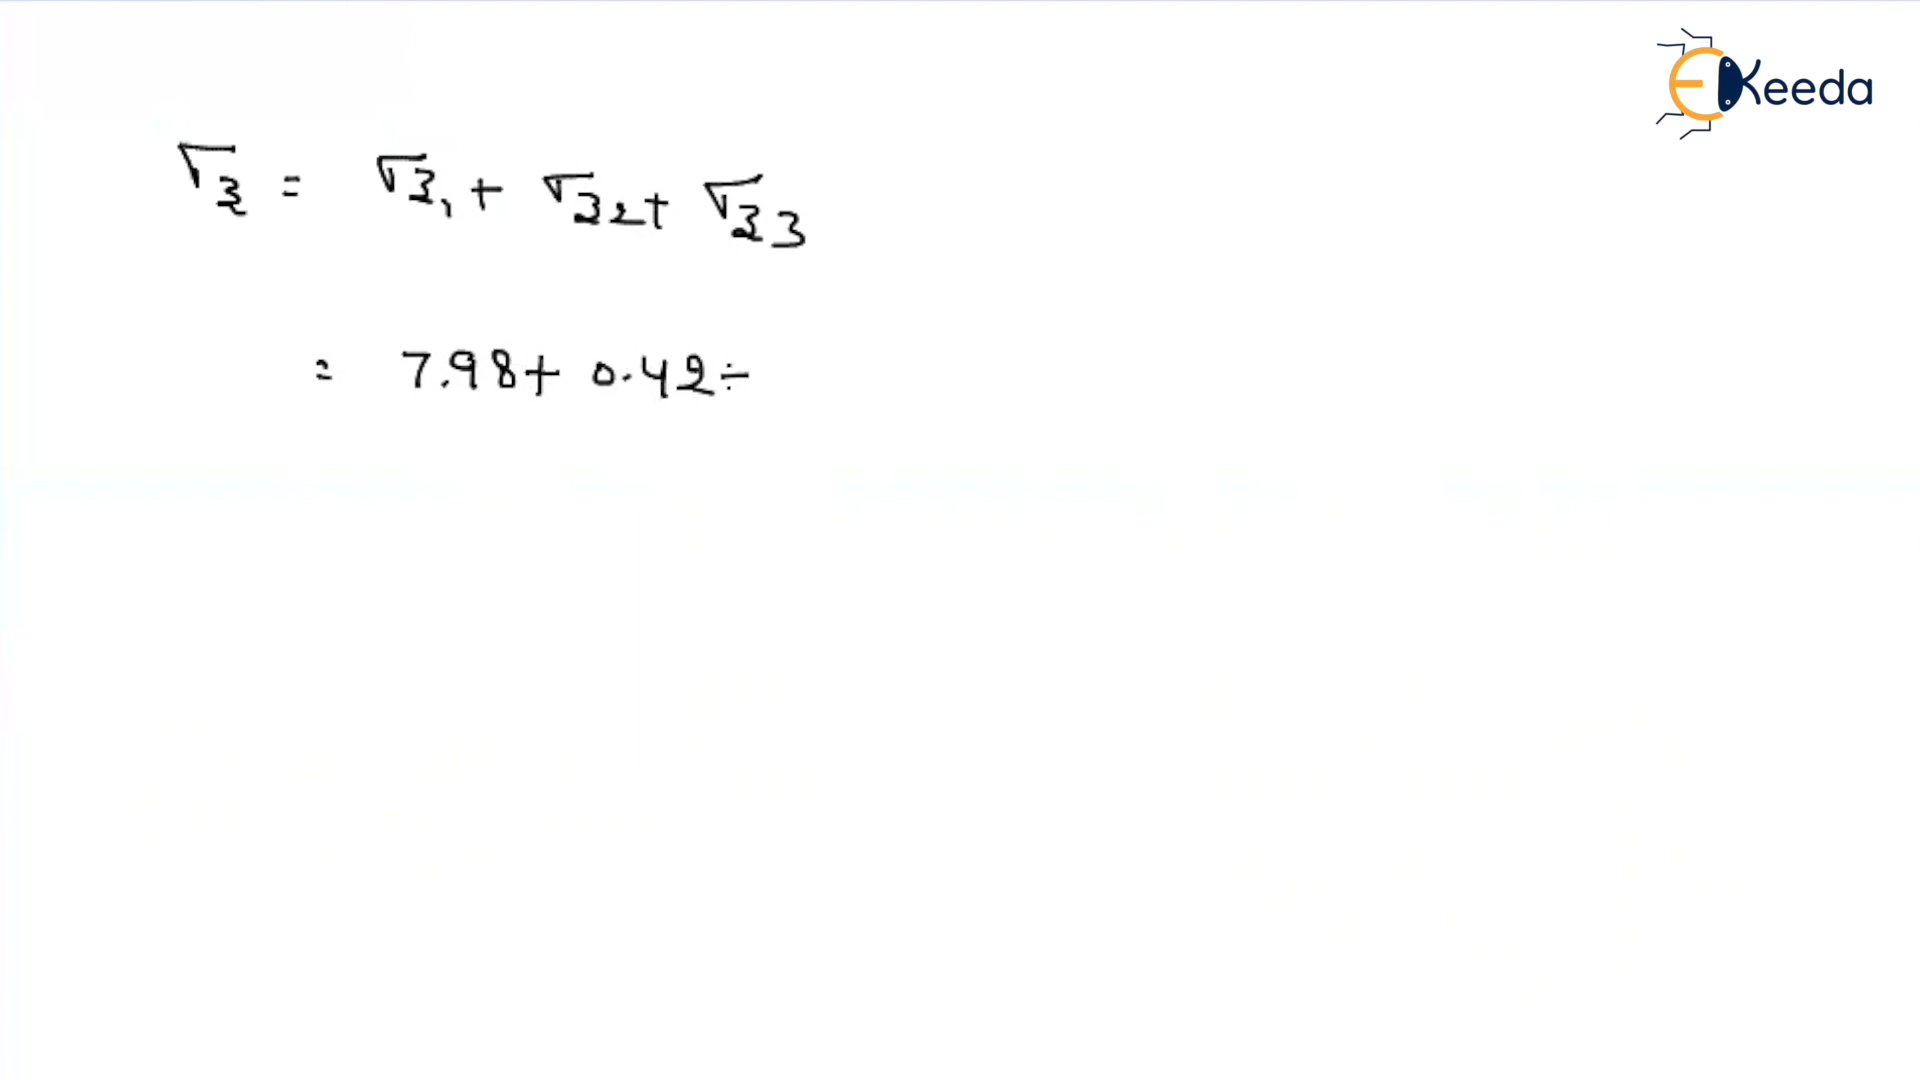 EKeeda
σz = σz1 + σz2 + σz3
= 7.98 + 0.42 ÷